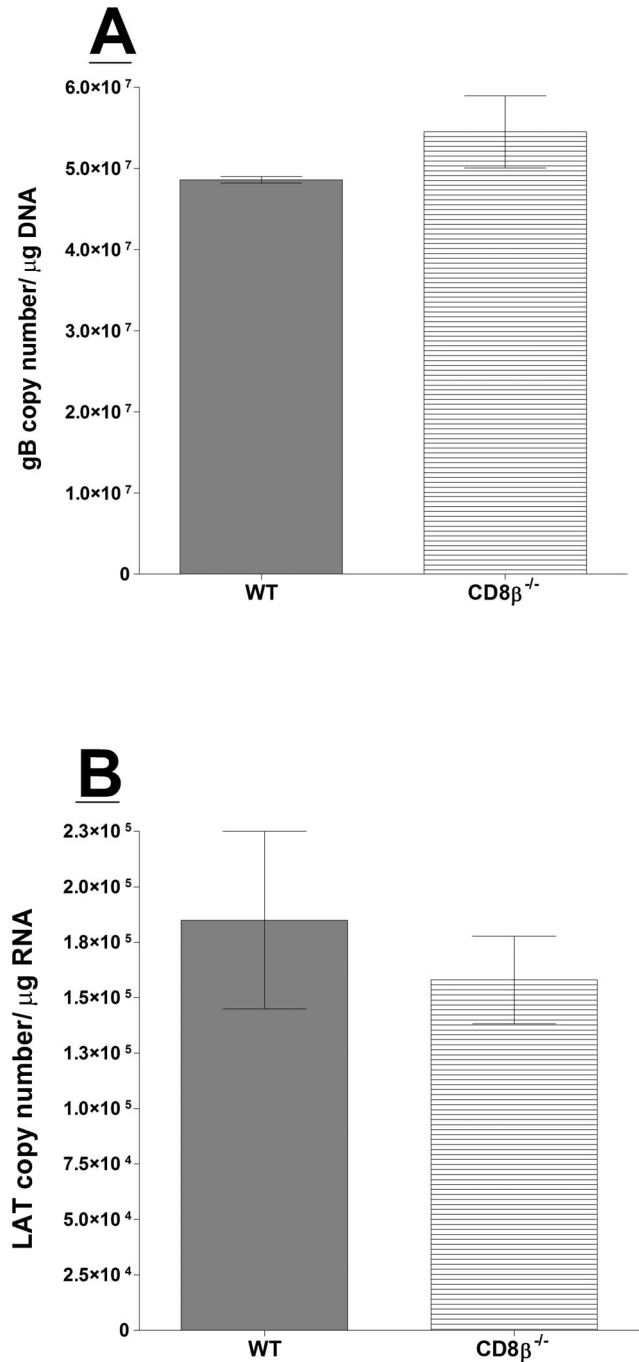 A
gB copy number/ μg DNA
6.0×10⁷
5.0×10⁷
4.0×10⁷
3.0×10⁷
2.0×10⁷
1.0×10⁷
0
WT CD8β⁻/⁻
B
LAT copy number/ μg RNA
2.3×10⁵
2.0×10⁵
1.8×10⁵
1.5×10⁵
1.3×10⁵
1.0×10⁵
7.5×10⁴
5.0×10⁴
2.5×10⁴
0
WT CD8β⁻/⁻